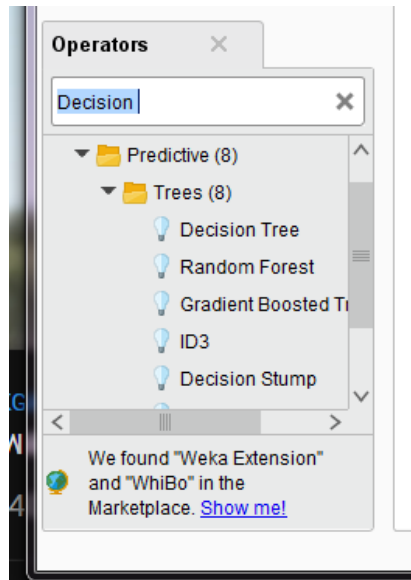 Operators
Decision
Predictive (8)
Trees (8)
Decision Tree
Random Forest
Gradient Boosted
ID3
Decision Stump
We found "Weka Extension"
and "WhiBo" in the
Marketplace. Show me!